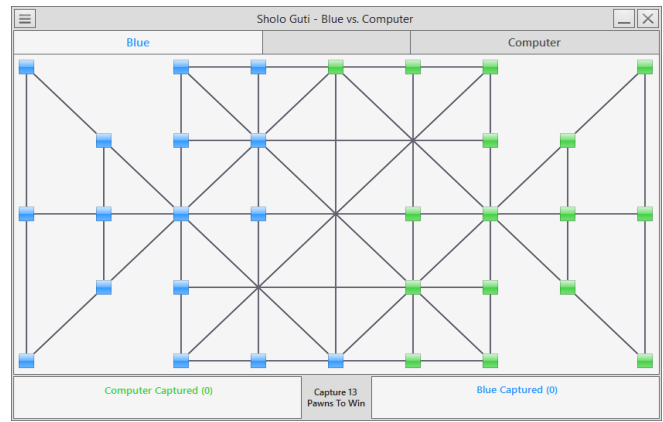 Sholo Guti - Blue vs. Computer
Blue
Computer
Computer Captured (0)
Capture 13
Pawns To Win
Blue Captured (0)